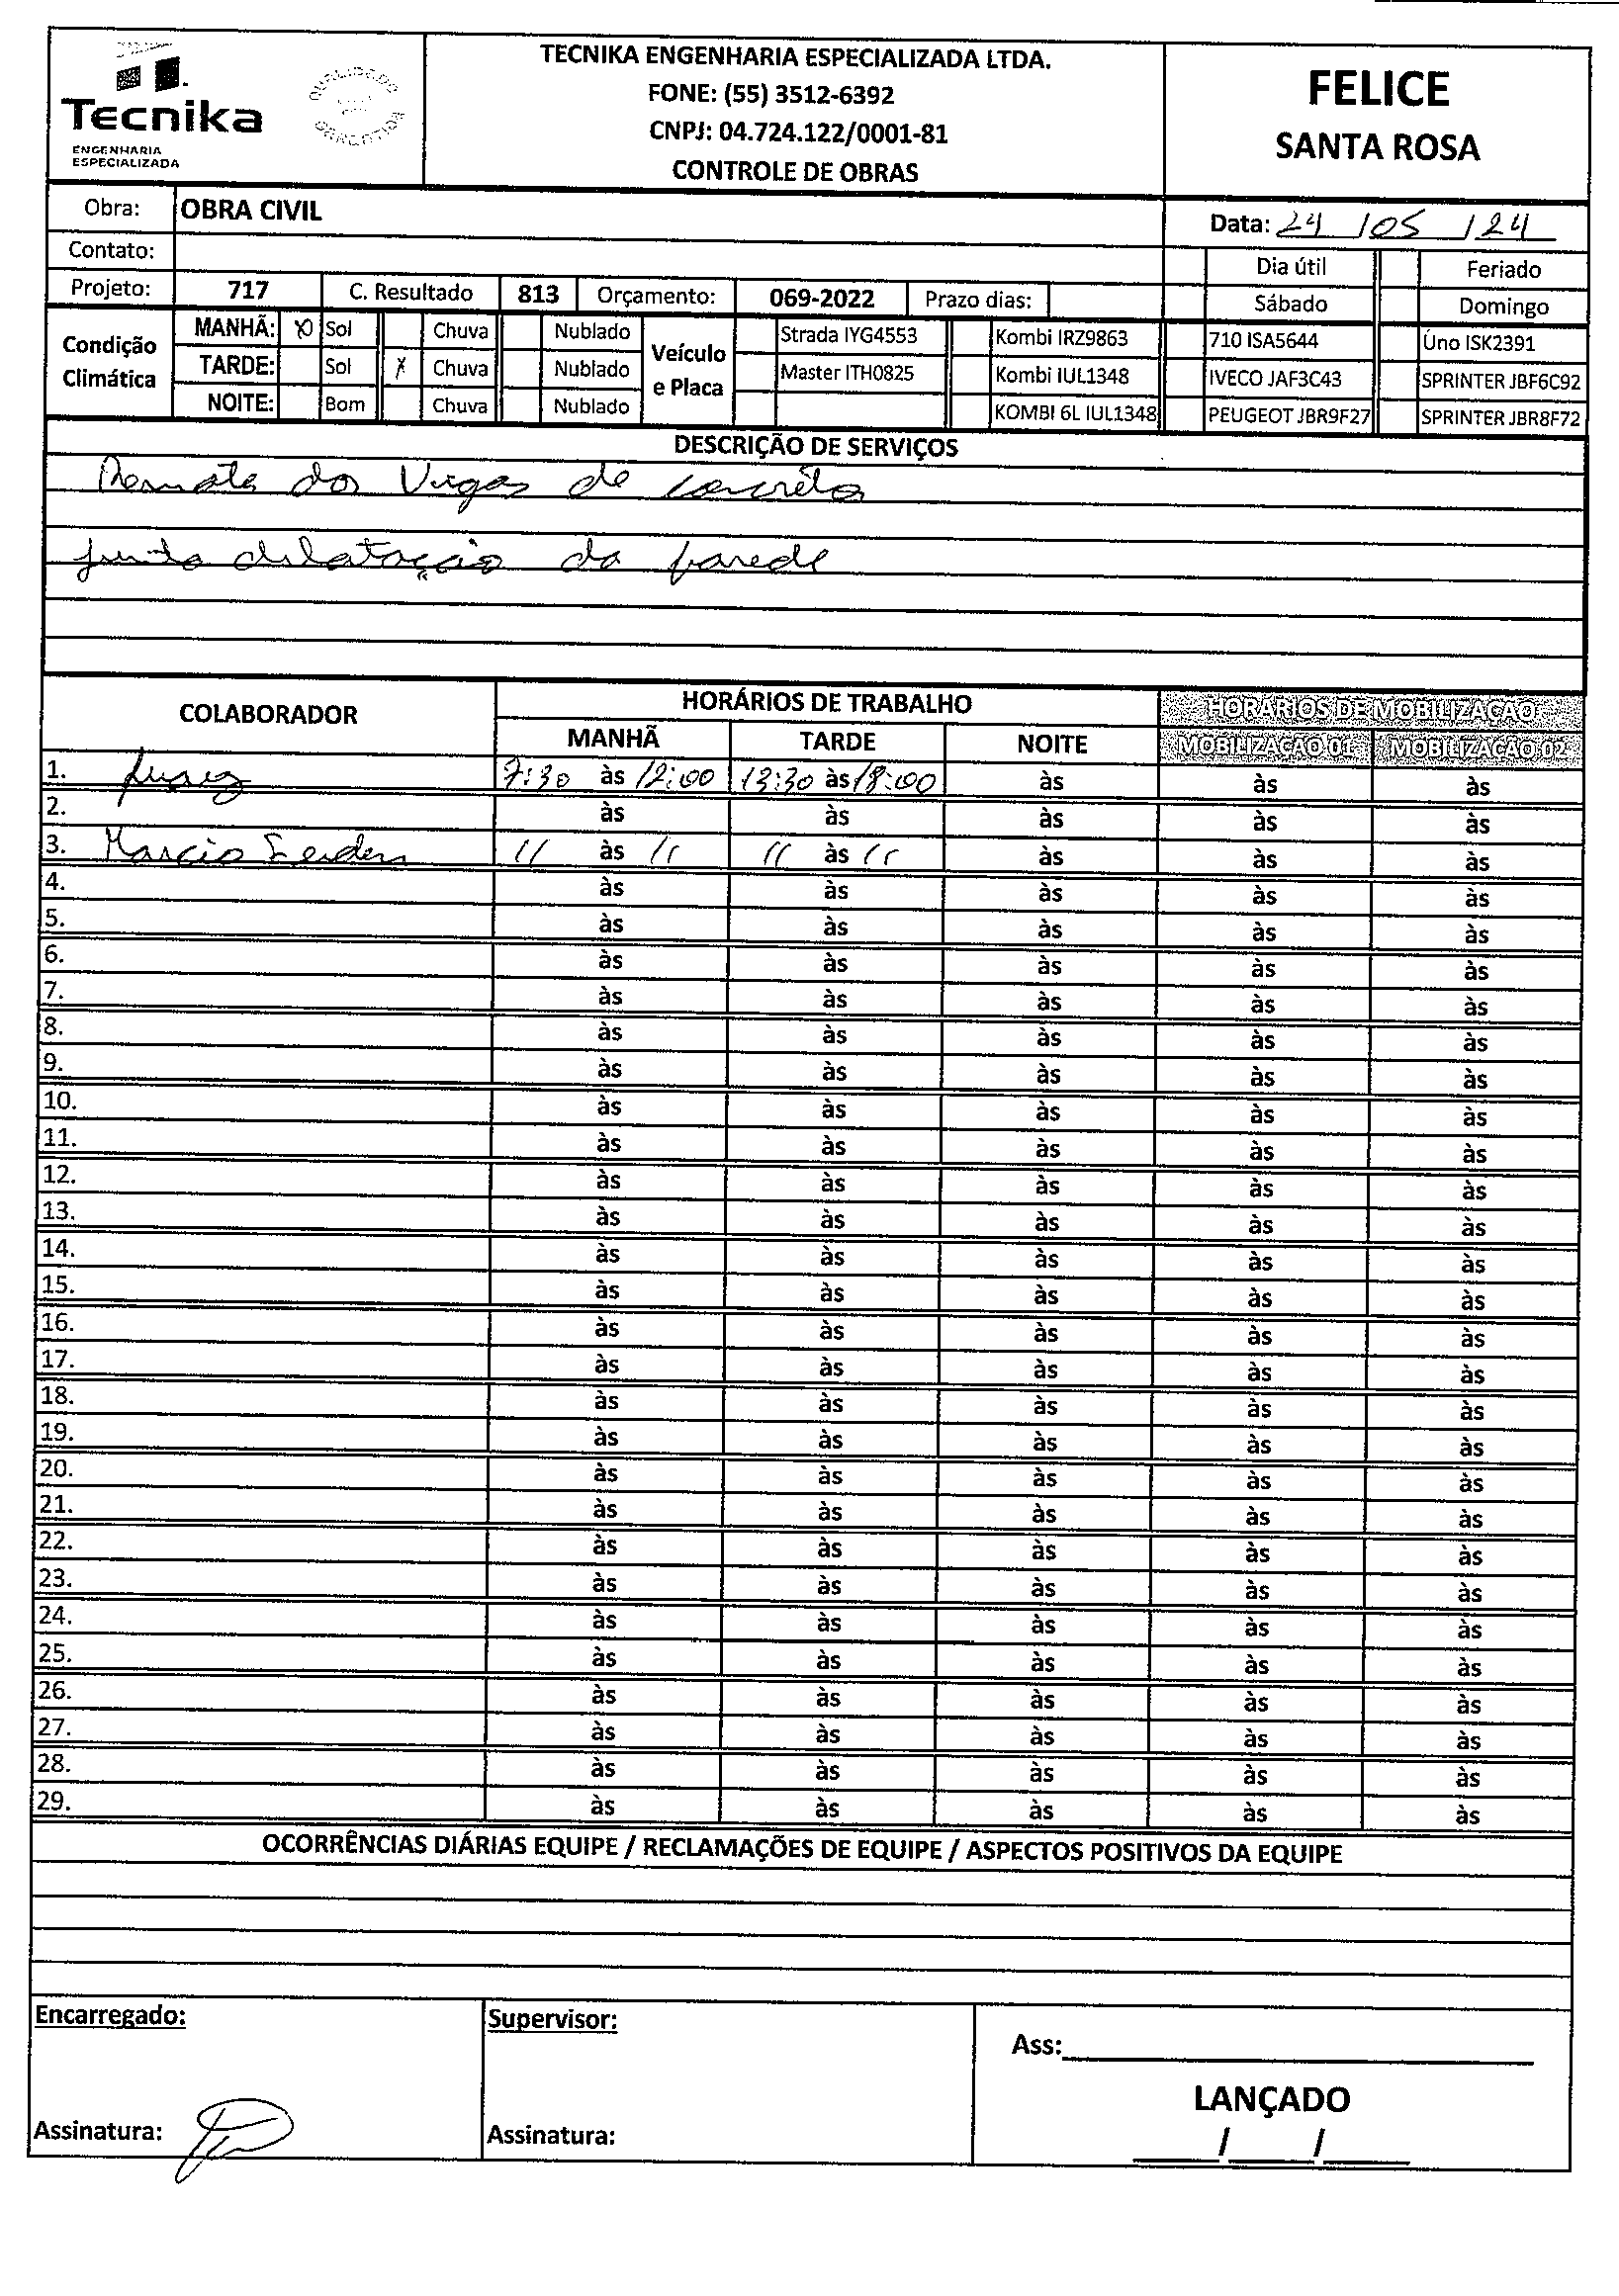 Tecnika
ENGENHARIA
ESPECIALIZADA
TECNIKA ENGENHARIA ESPECIALIZADA LTDA.
FONE: (55) 3512-6392
CNPJ: 04.724.122/0001-81
CONTROLE DE OBRAS
FELICE
SANTA ROSA
Obra: OBRA CIVIL
Data: 24 / 05 / 24
Contato:
Dia útil Feriado
Projeto: 717 C. Resultado 813 Orçamento: 069-2022 Prazo dias:
Sábado Domingo
Condição Climática
MANHÃ: X Sol Chuva Nublado
TARDE: Sol X Chuva Nublado
NOITE: Bom Chuva Nublado
Veículo e Placa
Strada IYG4553 Kombi IRZ9863 710 ISA5644 Úno ISK2391
Master ITH0825 Kombi IUL1348 IVECO JAF3C43 SPRINTER JBF6C92
KOMBI 6L IUL1348 PEUGEOT JBR9F27 SPRINTER JBR8F72
DESCRIÇÃO DE SERVIÇOS
Remate dos Vigas de concreto
junta dilatação da parede
COLABORADOR HORÁRIOS DE TRABALHO HORÁRIOS DE MOBILIZAÇÃO
MANHÃ TARDE NOITE MOBILIZAÇÃO 01 MOBILIZAÇÃO 02
1. 7:30 às 12:00 13:30 às 18:00 às às às
2. às às às às às
3. Marcio " às " " às " às às às
4. às às às às às
5. às às às às às
6. às às às às às
7. às às às às às
8. às às às às às
9. às às às às às
10. às às às às às
11. às às às às às
12. às às às às às
13. às às às às às
14. às às às às às
15. às às às às às
16. às às às às às
17. às às às às às
18. às às às às às
19. às às às às às
20. às às às às às
21. às às às às às
22. às às às às às
23. às às às às às
24. às às às às às
25. às às às às às
26. às às às às às
27. às às às às às
28. às às às às às
29. às às às às às
OCORRÊNCIAS DIÁRIAS EQUIPE / RECLAMAÇÕES DE EQUIPE / ASPECTOS POSITIVOS DA EQUIPE
Encarregado:
Supervisor:
Ass:
LANÇADO
Assinatura:
Assinatura:
/ /